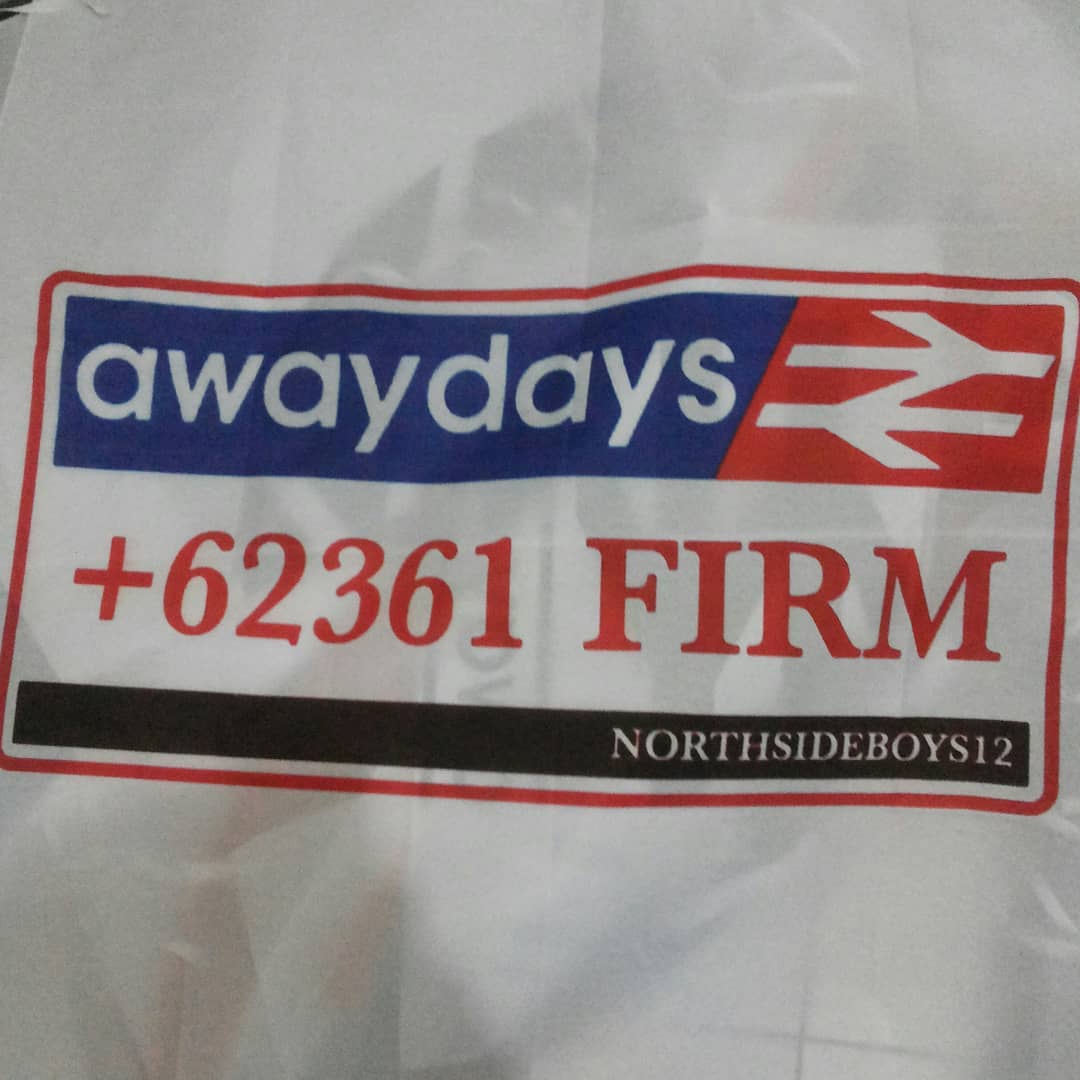 awaydays
+62361 FIRM
NORTHSIDEBOYS12